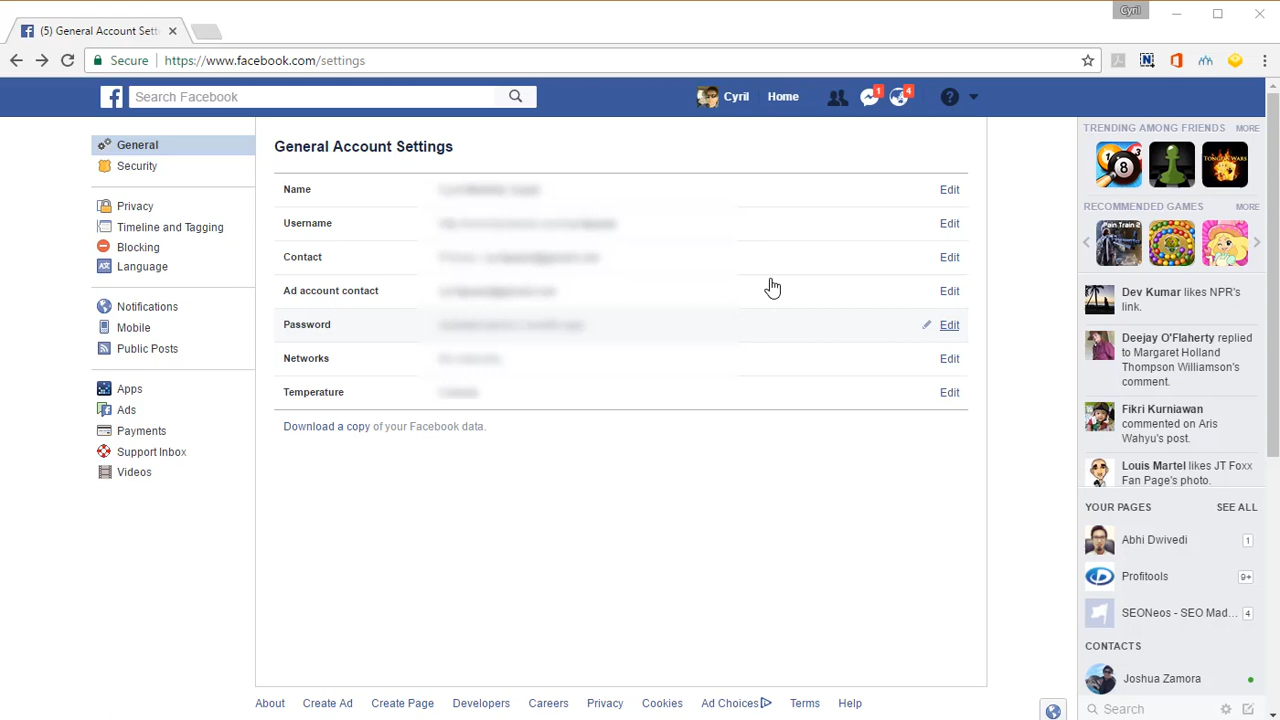 Cyril
(5) General Account Setti
Secure https://www.facebook.com/settings
Search Facebook
Cyril Home 1 4
General
Security
Privacy
Timeline and Tagging
Blocking
Language
Notifications
Mobile
Public Posts
Apps
Ads
Payments
Support Inbox
Videos
General Account Settings
Name Edit
Username Edit
Contact Edit
Ad account contact Edit
Password Edit
Networks Edit
Temperature Edit
Download a copy of your Facebook data.
TRENDING AMONG FRIENDS MORE
RECOMMENDED GAMES MORE
Dev Kumar likes NPR's
link.
Deejay O'Flaherty
replied
to Margaret Holland
Thompson Williamson's
comment.
Fikri Kurniawan
commented on Aris
Wahyu's post.
Louis Martel likes JT Foxx
Fan Page's photo.
YOUR PAGES SEE ALL
Abhi Dwivedi 1
Profitools 9+
SEONeos - SEO Mad... 4
CONTACTS
Joshua Zamora
Search
About Create Ad Create Page Developers Careers Privacy Cookies Ad Choices Terms Help